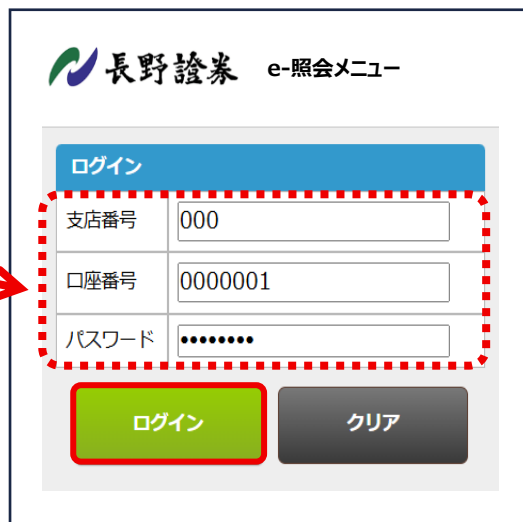 長野證券 e-照会メニュー
ログイン
支店番号 000
口座番号 0000001
パスワード ••••••••
ログイン クリア